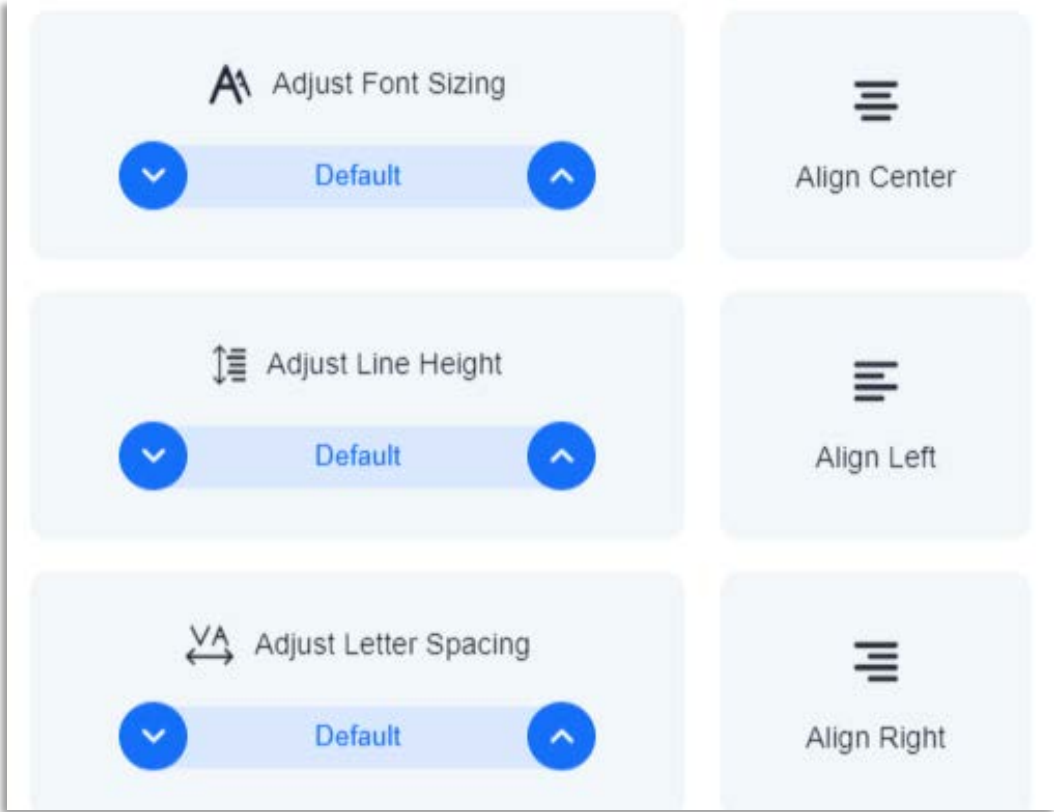 Adjust Font Sizing
Default
Align Center
Adjust Line Height
Default
Align Left
Adjust Letter Spacing
Default
Align Right